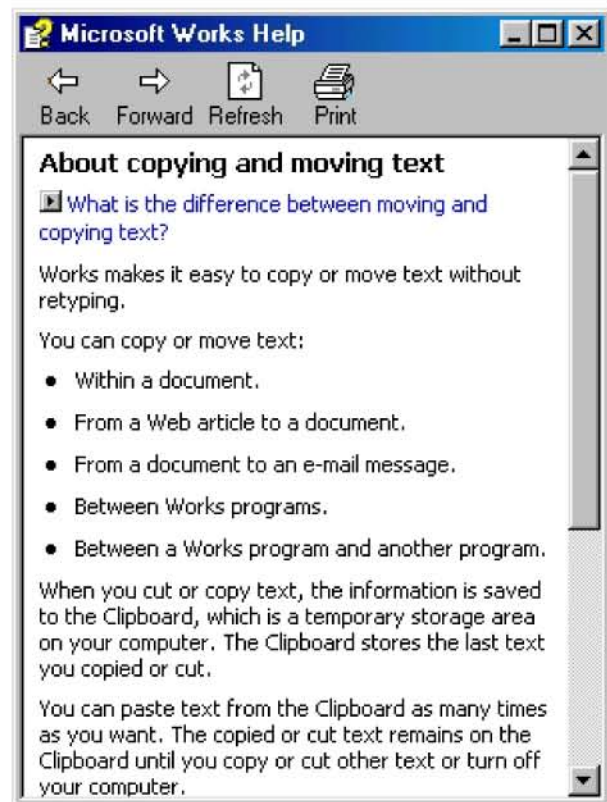 Microsoft Works Help
Back Forward Refresh Print
About copying and moving text
What is the difference between moving and
copying text?
Works makes it easy to copy or move text without
retyping.
You can copy or move text:
• Within a document.
• From a Web article to a document.
• From a document to an e-mail message.
• Between Works programs.
• Between a Works program and another program.
When you cut or copy text, the information is saved
to the Clipboard, which is a temporary storage area
on your computer. The Clipboard stores the last text
you copied or cut.
You can paste text from the Clipboard as many times
as you want. The copied or cut text remains on the
Clipboard until you copy or cut other text or turn off
your computer.